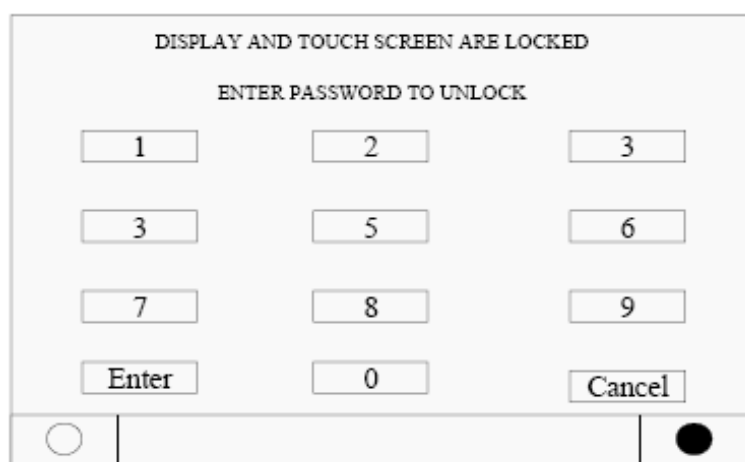 DISPLAY AND TOUCH SCREEN ARE LOCKED
ENTER PASSWORD TO UNLOCK
1 2 3
3 5 6
7 8 9
Enter 0 Cancel